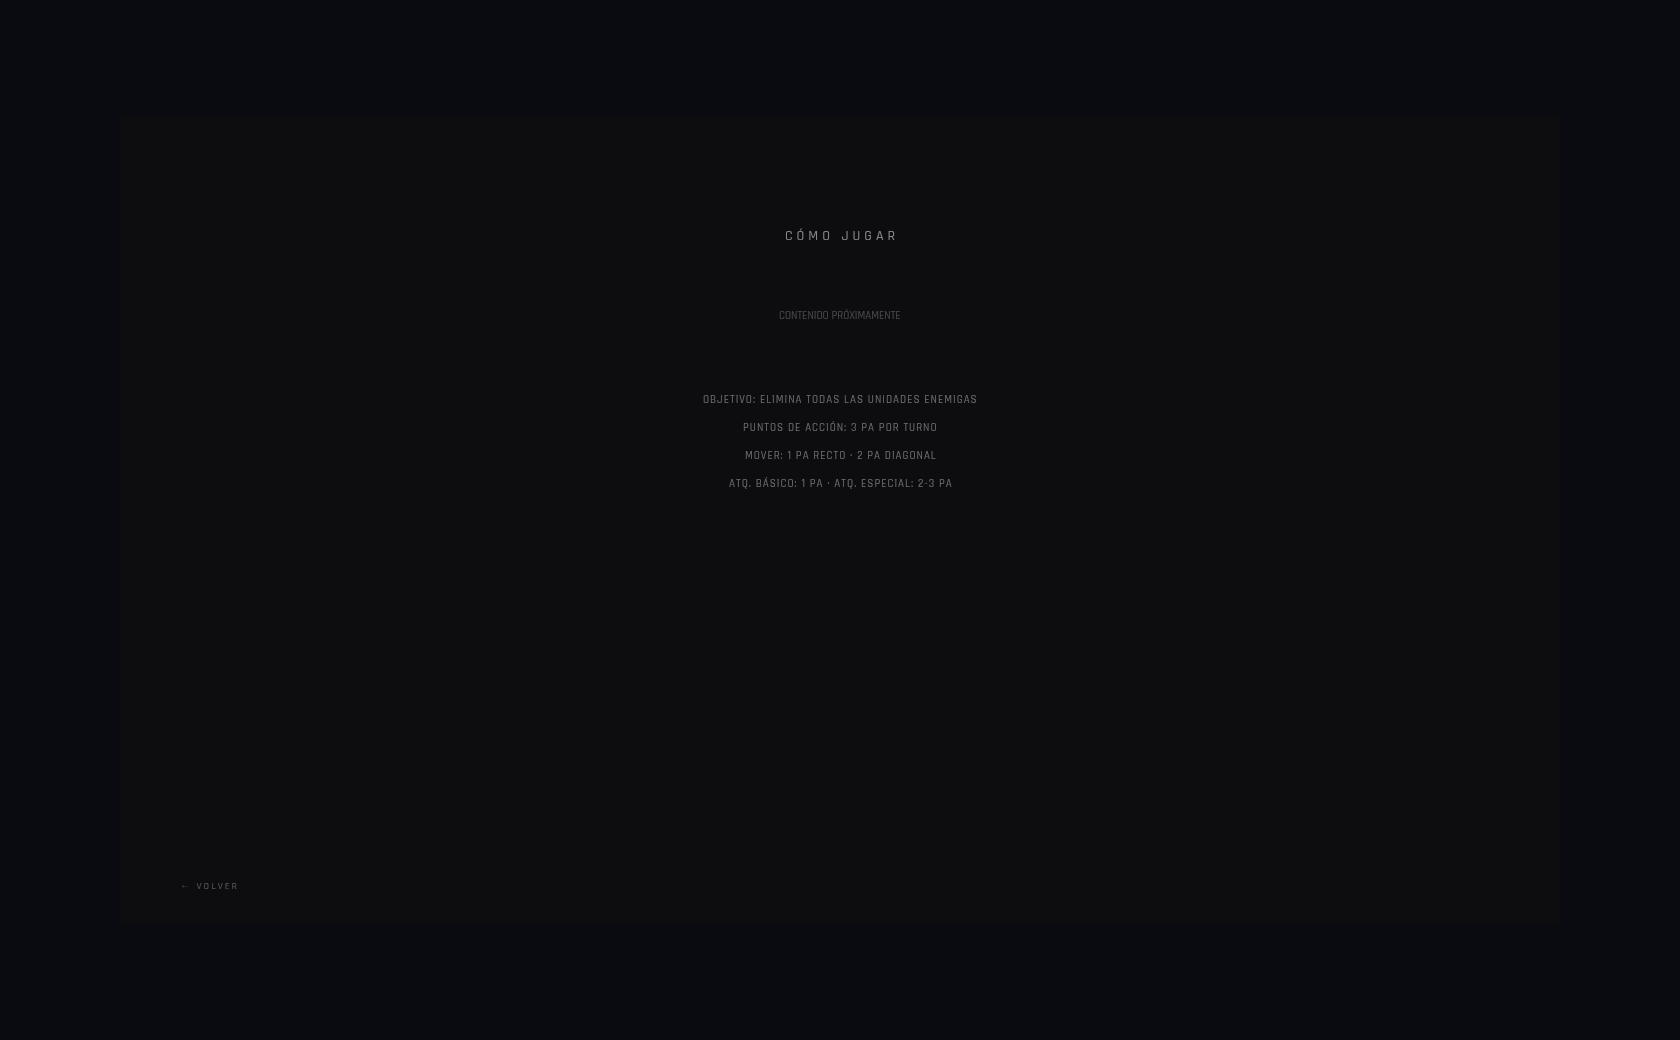 CÓMO JUGAR
CONTENIDO PRÓXIMAMENTE
OBJETIVO: ELIMINA TODAS LAS UNIDADES ENEMIGAS
PUNTOS DE ACCIÓN: 3 PA POR TURNO
MOVER: 1 PA RECTO · 2 PA DIAGONAL
ATQ. BÁSICO: 1 PA · ATQ. ESPECIAL: 2-3 PA
← VOLVER